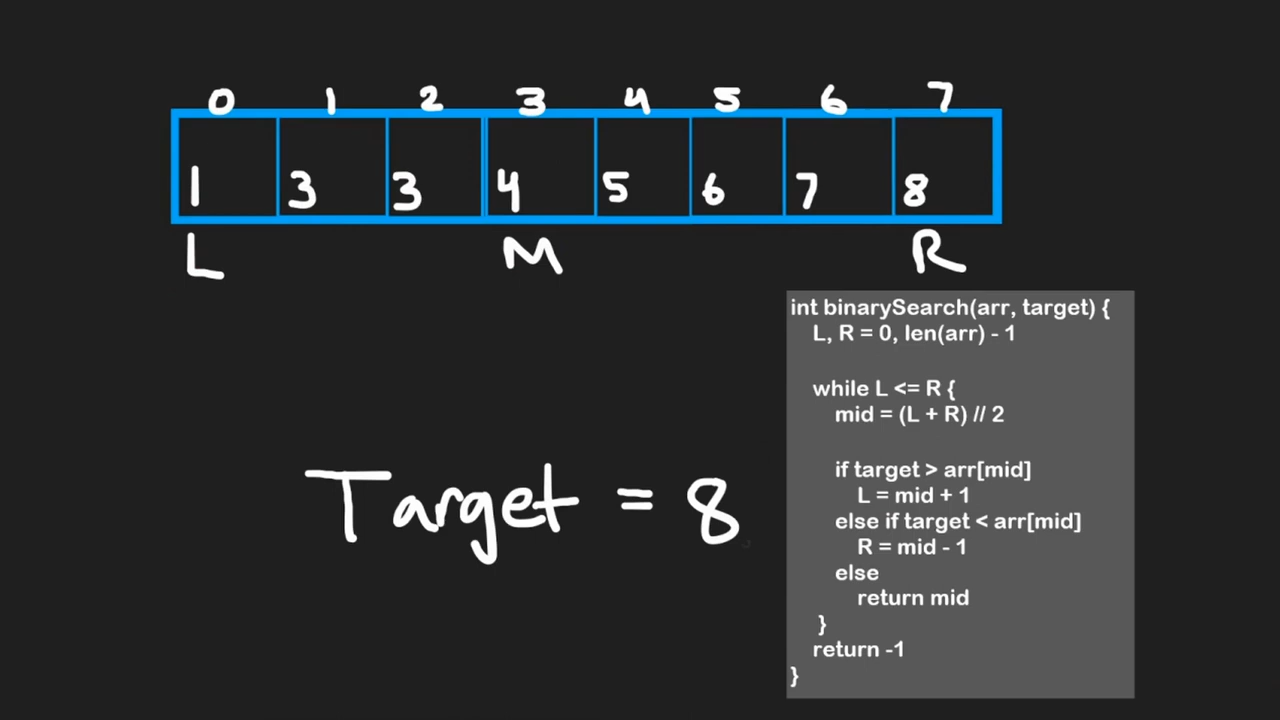 0 1 2 3 4 5 6 7
1 3 3 4 5 6 7 8
L M R
int binarySearch(arr, target) {
L, R = 0, len(arr) - 1
while L <= R {
mid = (L + R) // 2
if target > arr[mid]
L = mid + 1
else if target < arr[mid]
R = mid - 1
else
return mid
}
return -1
}
Target = 8